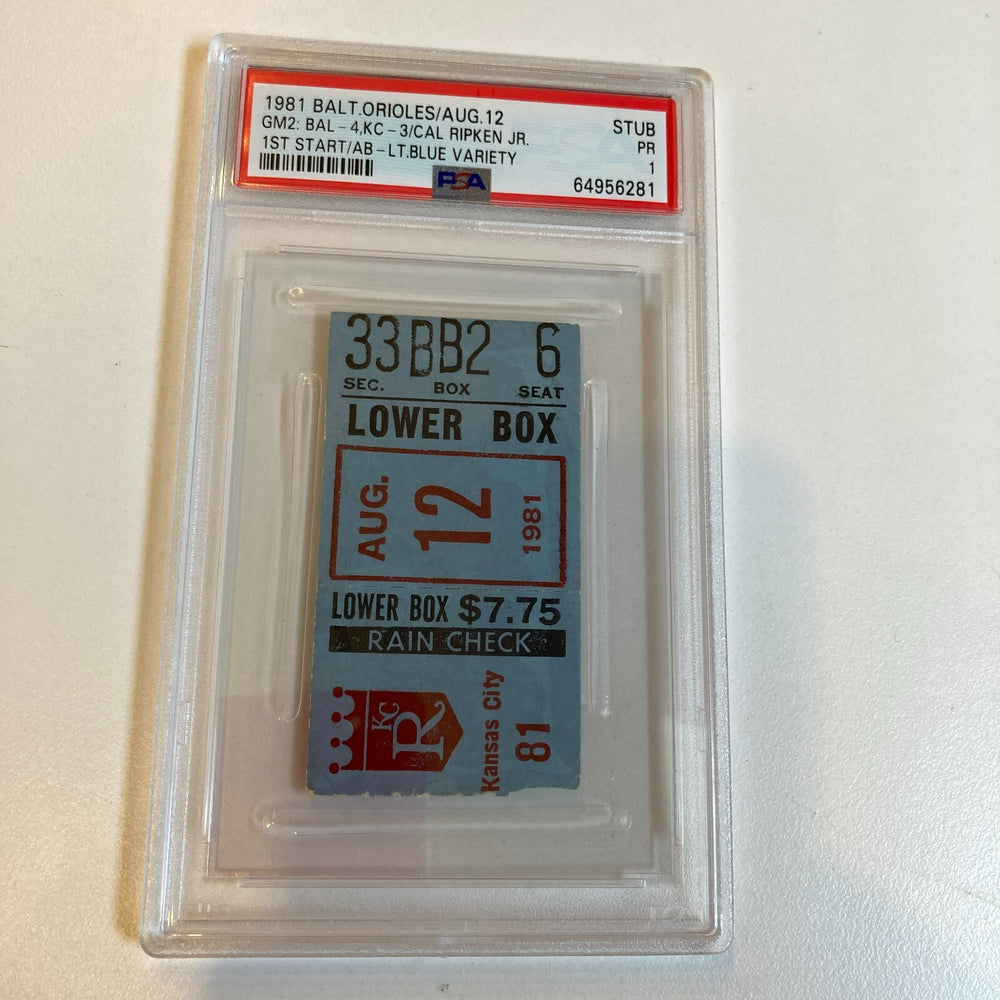 1981 BALT.ORIOLES/AUG.12
GM2: BAL-4,KC-3/CAL RIPKEN JR.
1ST START/AB-LT.BLUE VARIETY
STUB
PR
1
64956281
PSA
33 BB2 6
SEC. BOX SEAT
LOWER BOX
AUG. 12 1981
LOWER BOX $7.75
RAIN CHECK
KC R
Kansas City
81